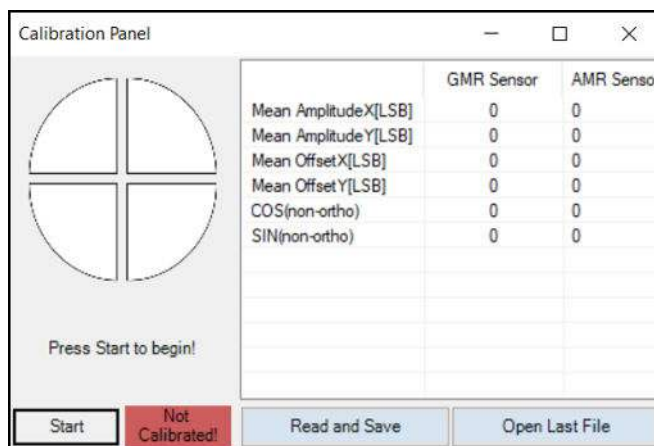 Calibration Panel
GMR Sensor AMR Senso
Mean AmplitudeX[LSB] 0 0
Mean AmplitudeY[LSB] 0 0
Mean OffsetX[LSB] 0 0
Mean OffsetY[LSB] 0 0
COS(non-ortho) 0 0
SIN(non-ortho) 0 0
Press Start to begin!
Start
Not
Calibrated!
Read and Save
Open Last File